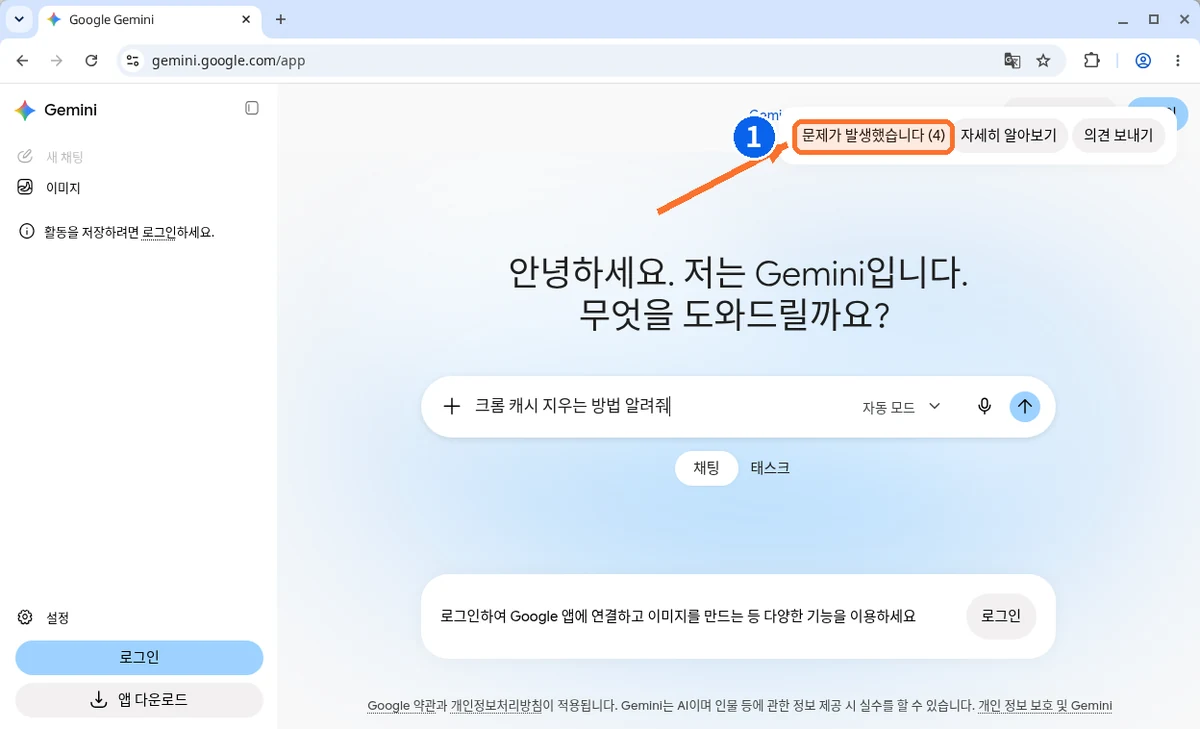 Google Gemini
gemini.google.com/app
Gemini
새 채팅
이미지
활동을 저장하려면 로그인하세요.
Gemi
1
문제가 발생했습니다 (4)
자세히 알아보기
의견 보내기
안녕하세요. 저는 Gemini입니다.
무엇을 도와드릴까요?
크롬 캐시 지우는 방법 알려줘
자동 모드
채팅
태스크
로그인하여 Google 앱에 연결하고 이미지를 만드는 등 다양한 기능을 이용하세요
로그인
설정
로그인
앱 다운로드
Google 약관과 개인정보처리방침이 적용됩니다. Gemini는 AI이며 인물 등에 관한 정보 제공 시 실수를 할 수 있습니다. 개인 정보 보호 및 Gemini